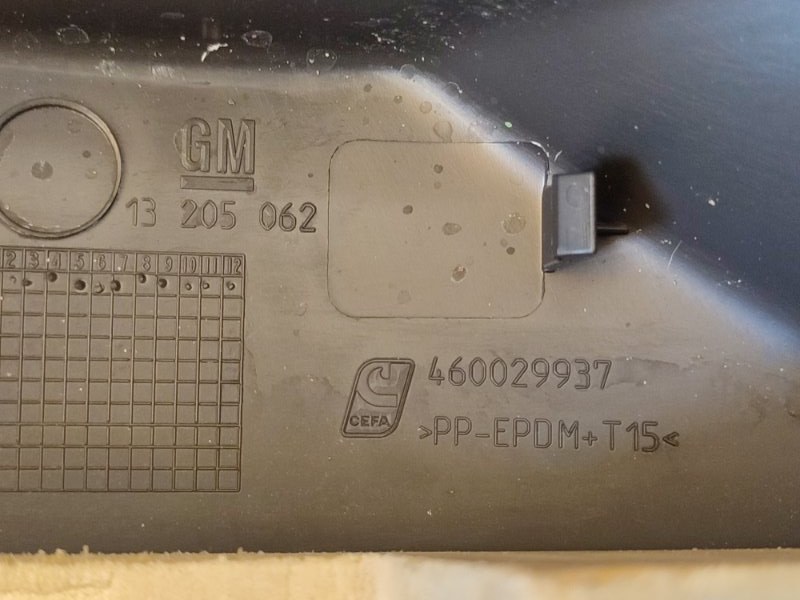 GM
13 205 062
2 3 4 5 6 7 8 9 10 11 12
460029937
CEFA
>PP-EPDM+T15<